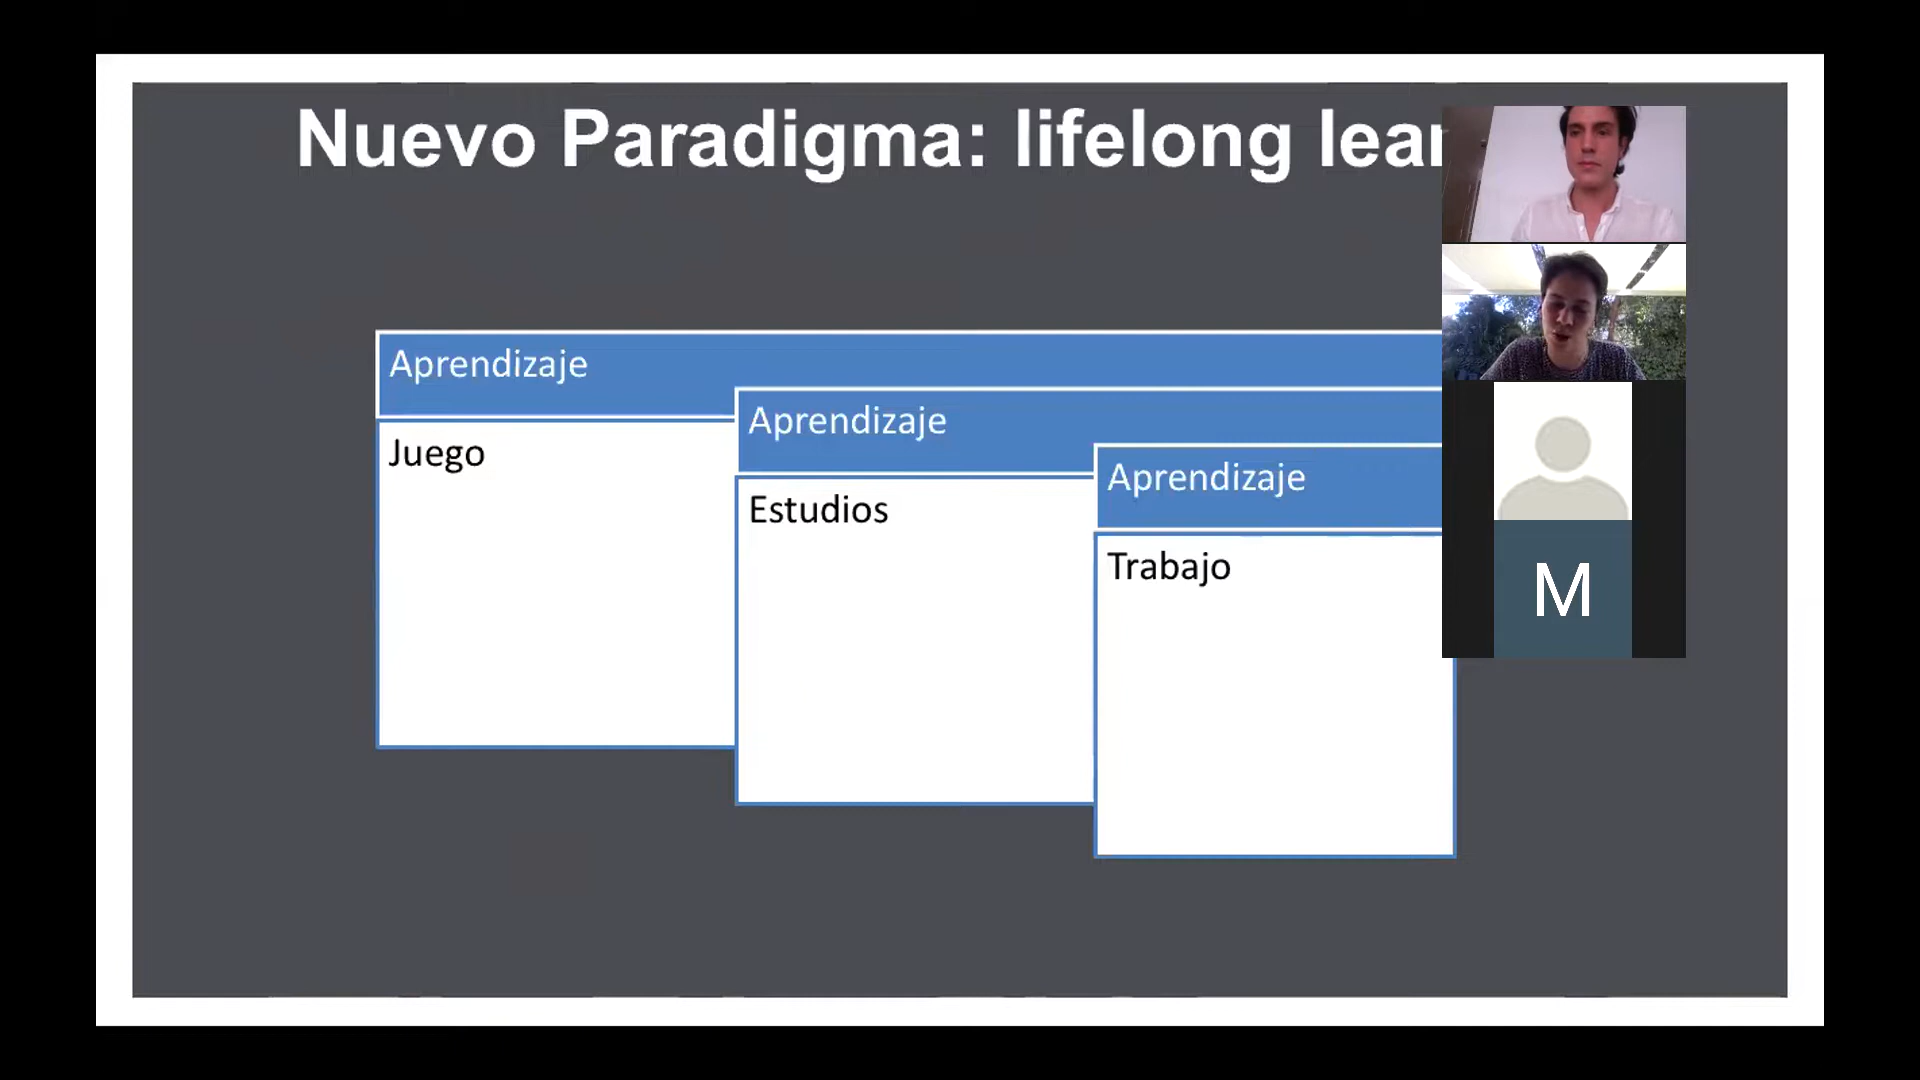 Nuevo Paradigma: lifelong lear
Aprendizaje
Juego
Aprendizaje
Estudios
Aprendizaje
Trabajo
M